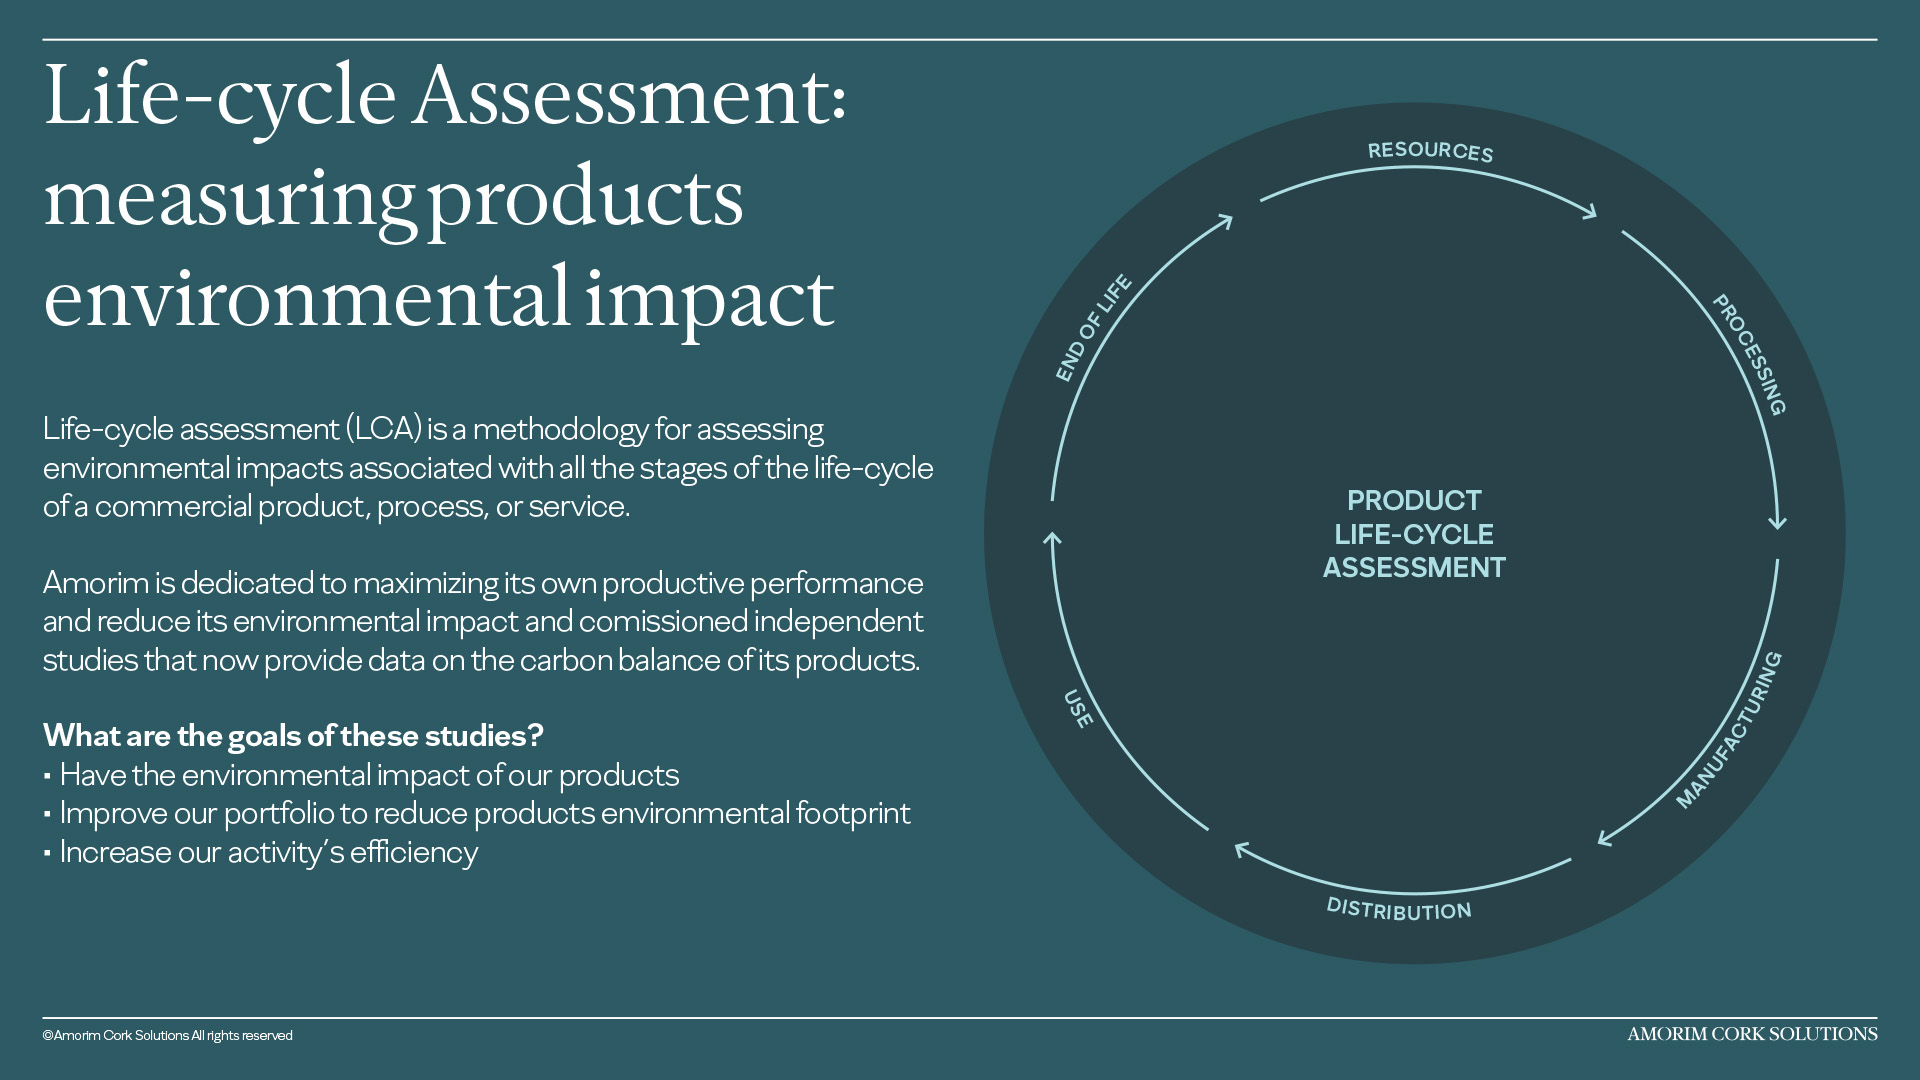 Life-cycle Assessment:
measuring products
environmental impact
Life-cycle assessment (LCA) is a methodology for assessing
environmental impacts associated with all the stages of the life-cycle
of a commercial product, process, or service.
Amorim is dedicated to maximizing its own productive performance
and reduce its environmental impact and comissioned independent
studies that now provide data on the carbon balance of its products.
What are the goals of these studies?
• Have the environmental impact of our products
• Improve our portfolio to reduce products environmental footprint
• Increase our activity's efficiency
RESOURCES
PROCESSING
MANUFACTURING
DISTRIBUTION
USE
END OF LIFE
PRODUCT
LIFE-CYCLE
ASSESSMENT
©Amorim Cork Solutions All rights reserved
AMORIM CORK SOLUTIONS